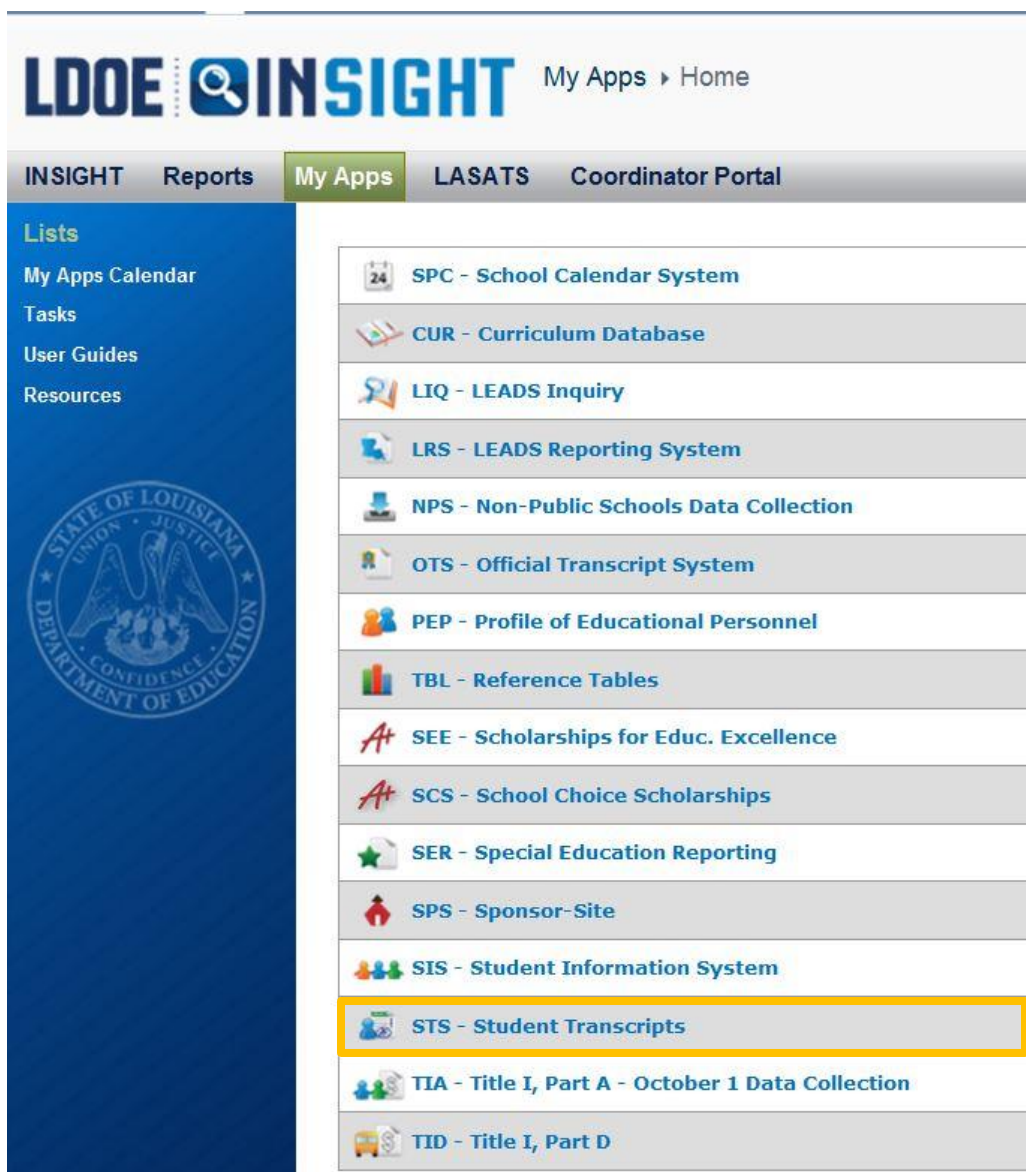 LDOE INSIGHT My Apps ▸ Home
INSIGHT Reports My Apps LASATS Coordinator Portal
Lists
My Apps Calendar
Tasks
User Guides
Resources
STATE OF LOUISIANA
UNION · JUSTICE
CONFIDENCE
DEPARTMENT OF EDUCATION
24 SPC - School Calendar System
CUR - Curriculum Database
LIQ - LEADS Inquiry
LRS - LEADS Reporting System
NPS - Non-Public Schools Data Collection
OTS - Official Transcript System
PEP - Profile of Educational Personnel
TBL - Reference Tables
A+ SEE - Scholarships for Educ. Excellence
A+ SCS - School Choice Scholarships
SER - Special Education Reporting
SPS - Sponsor-Site
SIS - Student Information System
STS - Student Transcripts
TIA - Title I, Part A - October 1 Data Collection
TID - Title I, Part D